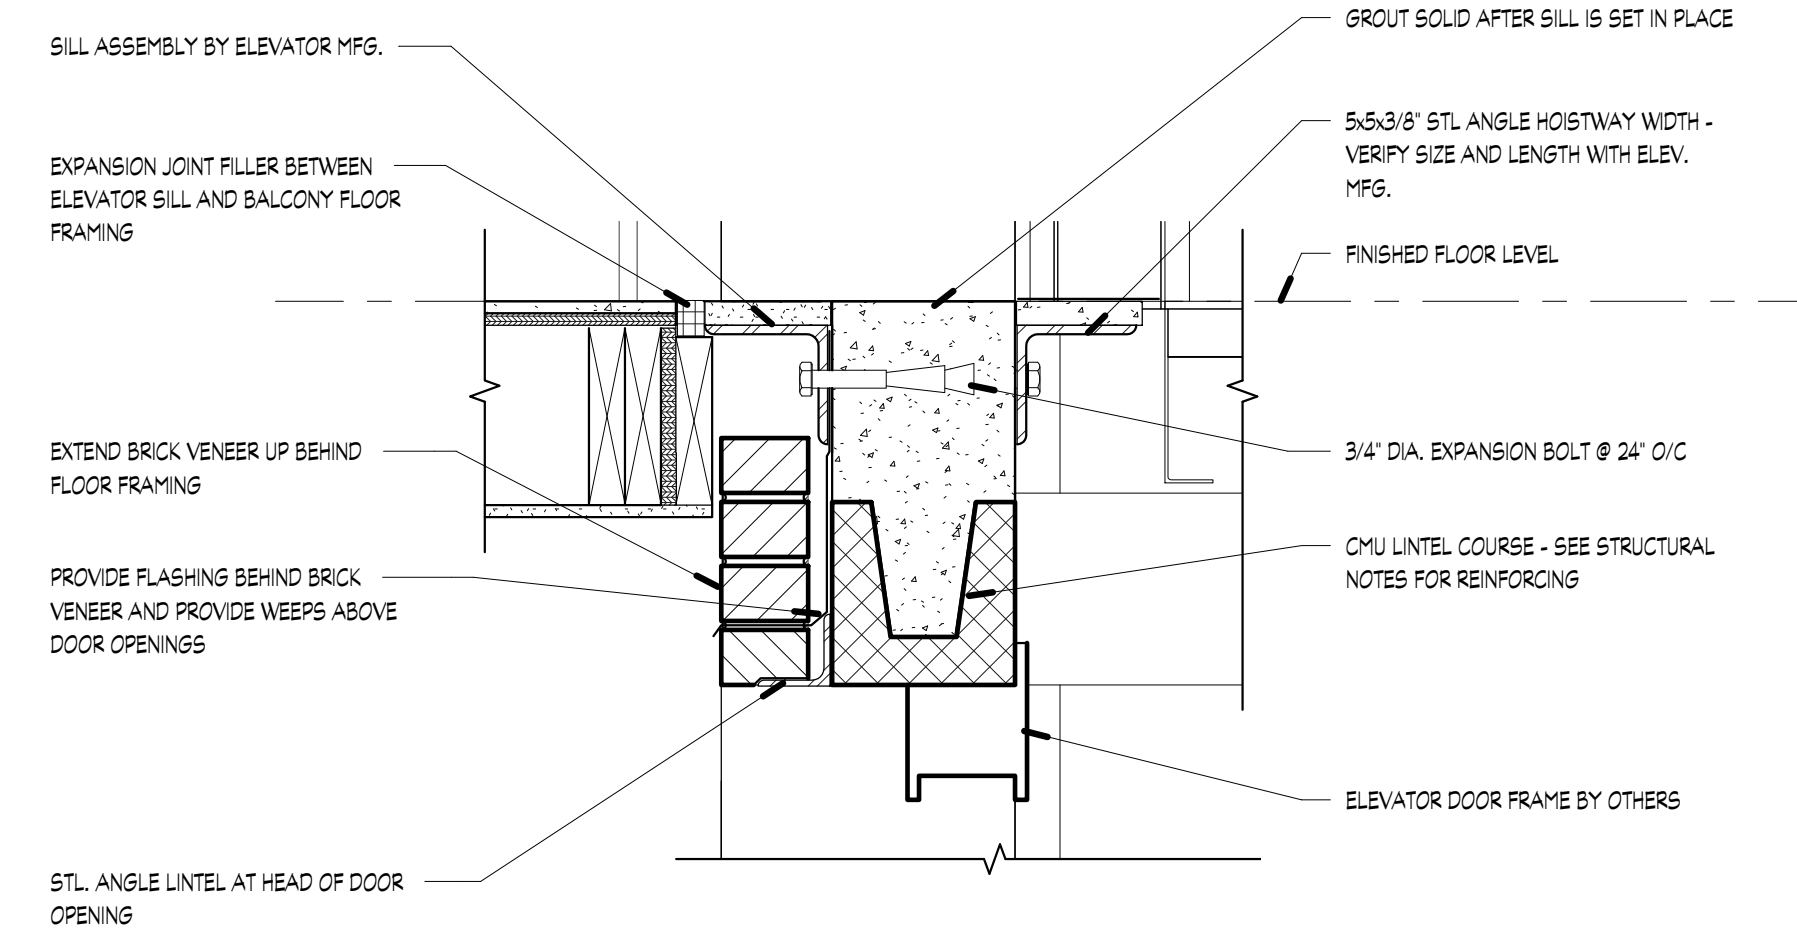 SILL ASSEMBLY BY ELEVATOR MFG.
EXPANSION JOINT FILLER BETWEEN
ELEVATOR SILL AND BALCONY FLOOR
FRAMING
EXTEND BRICK VENEER UP BEHIND
FLOOR FRAMING
PROVIDE FLASHING BEHIND BRICK
VENEER AND PROVIDE WEEPS ABOVE
DOOR OPENINGS
STL. ANGLE LINTEL AT HEAD OF DOOR
OPENING
GROUT SOLID AFTER SILL IS SET IN PLACE
5x5x3/8" STL ANGLE HOISTWAY WIDTH -
VERIFY SIZE AND LENGTH WITH ELEV.
MFG.
FINISHED FLOOR LEVEL
3/4" DIA. EXPANSION BOLT @ 24" O/C
CMU LINTEL COURSE - SEE STRUCTURAL
NOTES FOR REINFORCING
ELEVATOR DOOR FRAME BY OTHERS